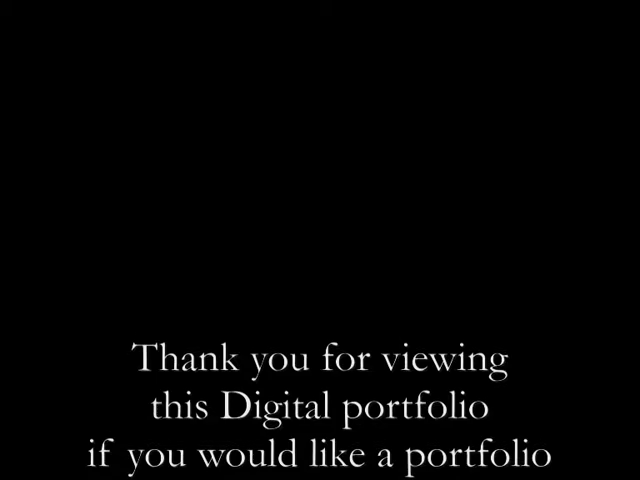 Thank you for viewing
this Digital portfolio
if you would like a portfolio